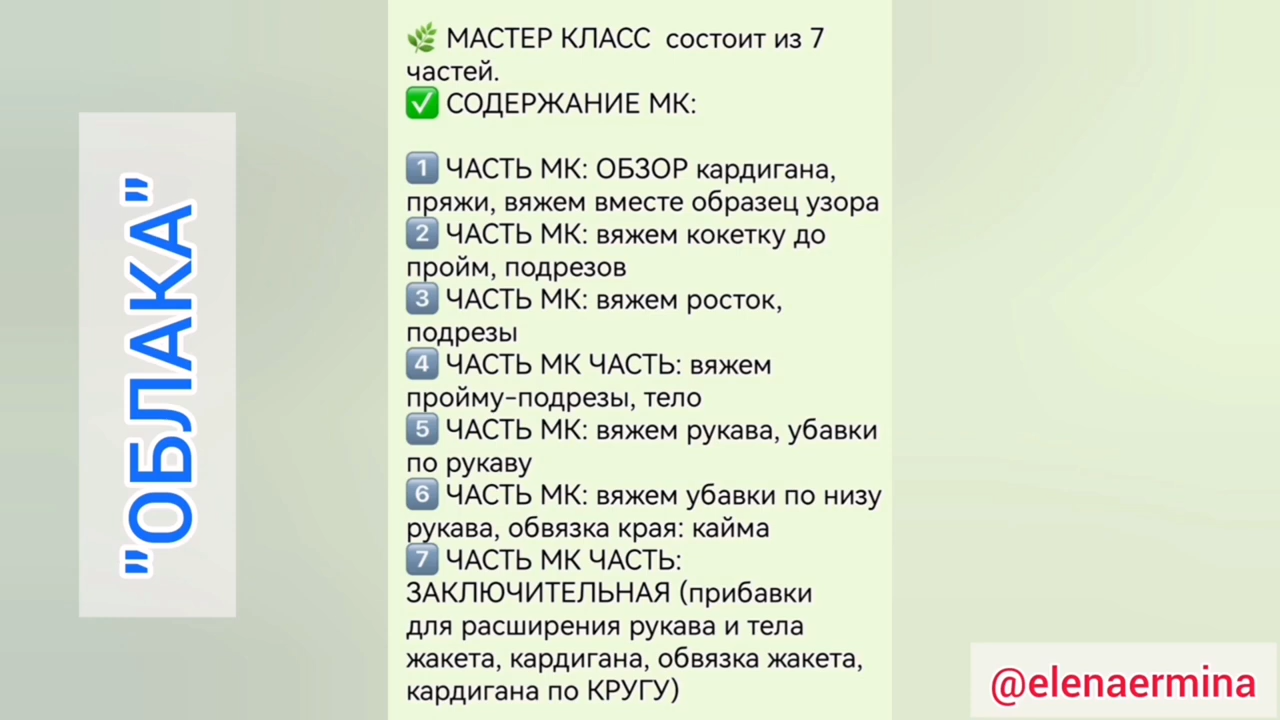 "ОБЛАКА"
🌿 МАСТЕР КЛАСС состоит из 7
частей.
✅ СОДЕРЖАНИЕ МК:
1️⃣ ЧАСТЬ МК: ОБЗОР кардигана,
пряжи, вяжем вместе образец узора
2️⃣ ЧАСТЬ МК: вяжем кокетку до
пройм, подрезов
3️⃣ ЧАСТЬ МК: вяжем росток,
подрезы
4️⃣ ЧАСТЬ МК ЧАСТЬ: вяжем
пройму-подрезы, тело
5️⃣ ЧАСТЬ МК: вяжем рукава, убавки
по рукаву
6️⃣ ЧАСТЬ МК: вяжем убавки по низу
рукава, обвязка края: кайма
7️⃣ ЧАСТЬ МК ЧАСТЬ:
ЗАКЛЮЧИТЕЛЬНАЯ (прибавки
для расширения рукава и тела
жакета, кардигана, обвязка жакета,
кардигана по КРУГУ)
@elenaermina